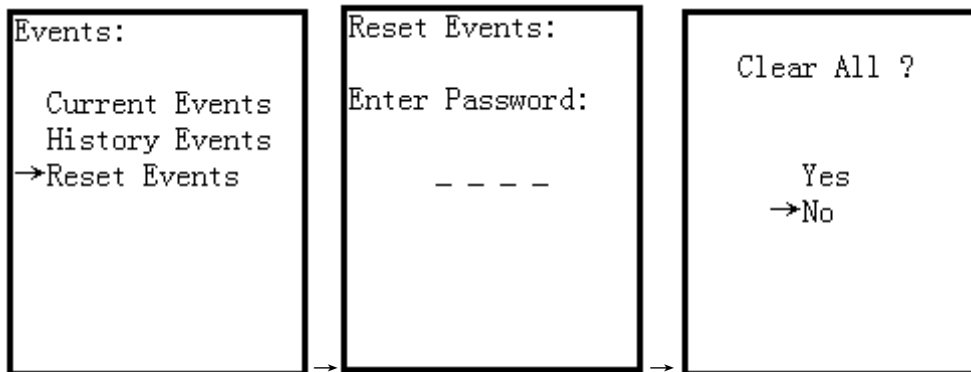 Events:
Current Events
History Events
→Reset Events
→
Reset Events:
Enter Password:
_ _ _ _
→
Clear All ?
Yes
→No